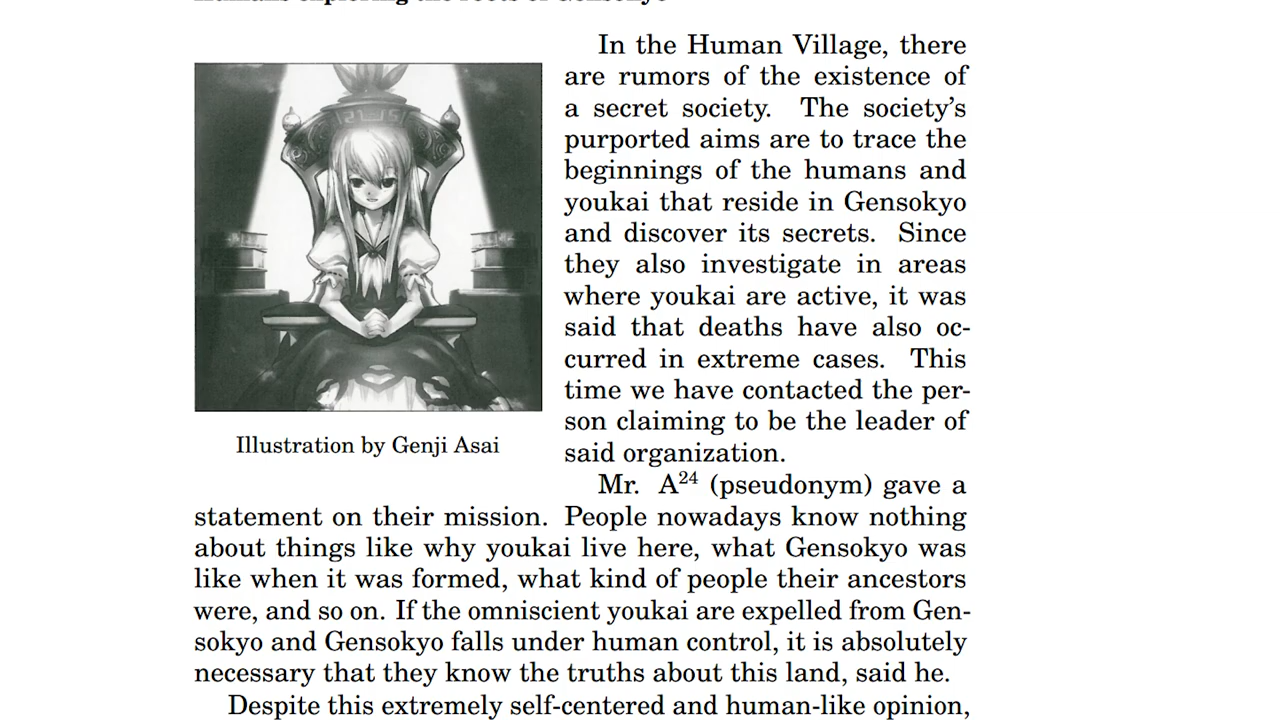 Humans exploring the roots of Gensokyo
In the Human Village, there
are rumors of the existence of
a secret society. The society's
purported aims are to trace the
beginnings of the humans and
youkai that reside in Gensokyo
and discover its secrets. Since
they also investigate in areas
where youkai are active, it was
said that deaths have also oc-
curred in extreme cases. This
time we have contacted the per-
son claiming to be the leader of
said organization.
Illustration by Genji Asai
Mr. A24 (pseudonym) gave a
statement on their mission. People nowadays know nothing
about things like why youkai live here, what Gensokyo was
like when it was formed, what kind of people their ancestors
were, and so on. If the omniscient youkai are expelled from Gen-
sokyo and Gensokyo falls under human control, it is absolutely
necessary that they know the truths about this land, said he.
Despite this extremely self-centered and human-like opinion,